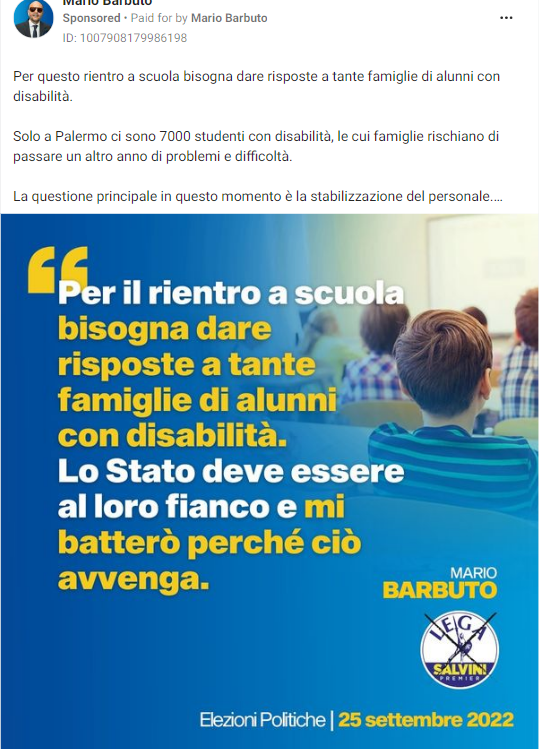 Mario Barbuto
Sponsored • Paid for by Mario Barbuto
ID: 1007908179986198
Per questo rientro a scuola bisogna dare risposte a tante famiglie di alunni con
disabilità.
Solo a Palermo ci sono 7000 studenti con disabilità, le cui famiglie rischiano di
passare un altro anno di problemi e difficoltà.
La questione principale in questo momento è la stabilizzazione del personale....
Per il rientro a scuola
bisogna dare
risposte a tante
famiglie di alunni
con disabilità.
Lo Stato deve essere
al loro fianco e mi
batterò perché ciò
avvenga.
MARIO
BARBUTO
LEGA
SALVINI
PREMIER
Elezioni Politiche | 25 settembre 2022